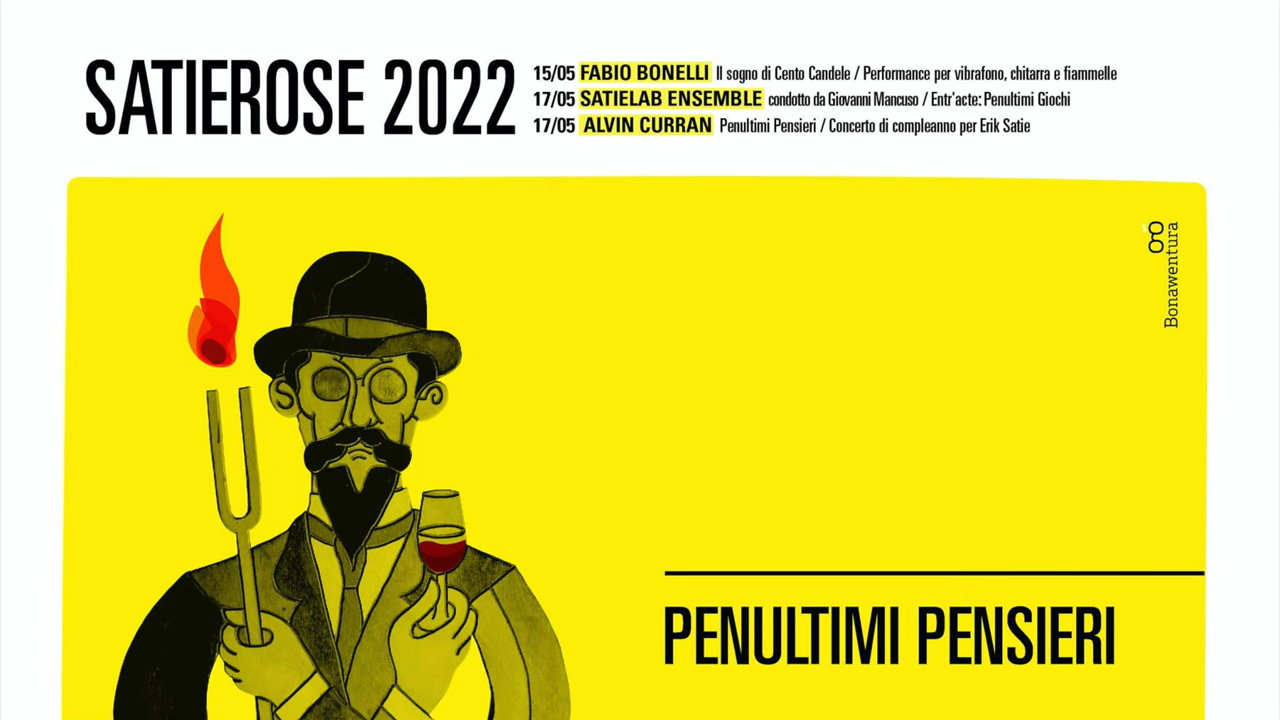 SATIEROSE 2022
15/05 FABIO BONELLI Il sogno di Cento Candele / Performance per vibrafono, chitarra e fiammelle
17/05 SATIELAB ENSEMBLE condotto da Giovanni Mancuso / Entr'acte: Penultimi Giochi
17/05 ALVIN CURRAN Penultimi Pensieri / Concerto di compleanno per Erik Satie
Bonawentura
PENULTIMI PENSIERI